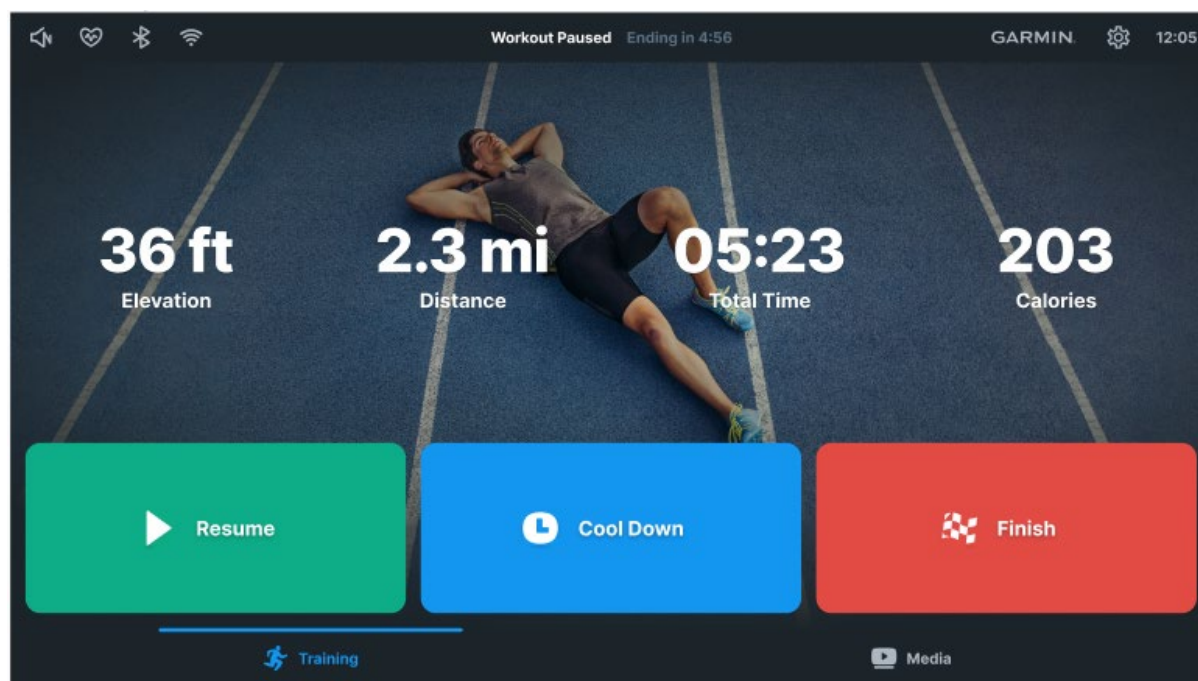 Workout Paused Ending in 4:56 GARMIN. 12:05
36 ft 2.3 mi 05:23 203
Elevation Distance Total Time Calories
Resume Cool Down Finish
Training Media